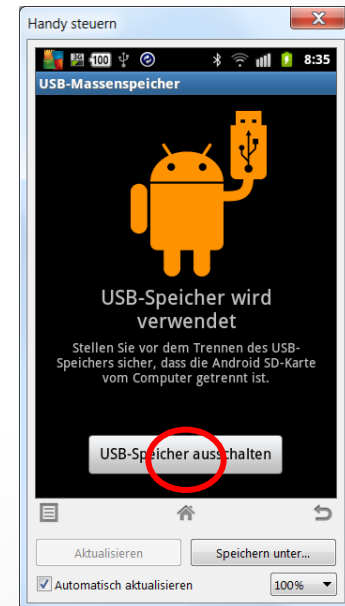 Handy steuern
3G 100 8:35
USB-Massenspeicher
USB-Speicher wird
verwendet
Stellen Sie vor dem Trennen des USB-
Speichers sicher, dass die Android SD-Karte
vom Computer getrennt ist.
USB-Speicher ausschalten
Aktualisieren Speichern unter...
Automatisch aktualisieren 100%